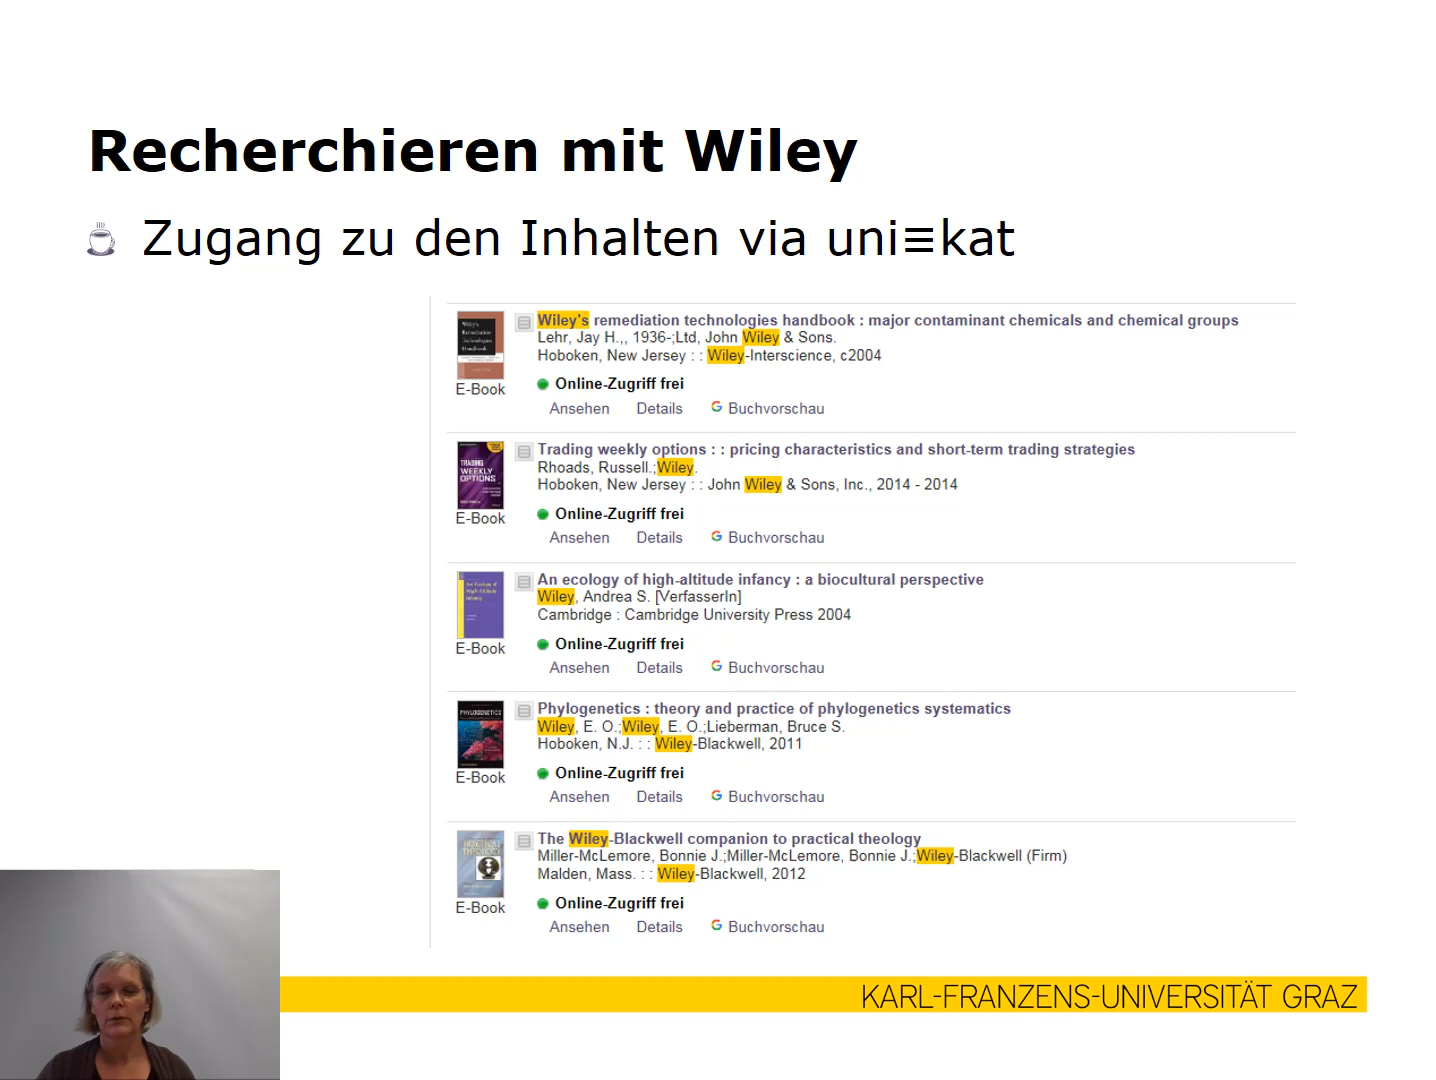 Recherchieren mit Wiley
Zugang zu den Inhalten via uni≡kat
Wiley's remediation technologies handbook : major contaminant chemicals and chemical groups
Lehr, Jay H.,, 1936-;Ltd, John Wiley & Sons.
Hoboken, New Jersey : : Wiley-Interscience, c2004
E-Book
Online-Zugriff frei
Ansehen Details Buchvorschau
TRADING
WEEKLY
OPTIONS
Trading weekly options : : pricing characteristics and short-term trading strategies
Rhoads, Russell.;Wiley.
Hoboken, New Jersey : : John Wiley & Sons, Inc., 2014 - 2014
E-Book
Online-Zugriff frei
Ansehen Details Buchvorschau
An ecology of high-altitude infancy : a biocultural perspective
Wiley, Andrea S. [VerfasserIn]
Cambridge : Cambridge University Press 2004
E-Book
Online-Zugriff frei
Ansehen Details Buchvorschau
PHYLOGENETICS
Phylogenetics : theory and practice of phylogenetics systematics
Wiley, E. O.;Wiley, E. O.;Lieberman, Bruce S.
Hoboken, N.J. : : Wiley-Blackwell, 2011
E-Book
Online-Zugriff frei
Ansehen Details Buchvorschau
The Wiley-Blackwell companion to practical theology
Miller-McLemore, Bonnie J.;Miller-McLemore, Bonnie J.;Wiley-Blackwell (Firm)
Malden, Mass. : : Wiley-Blackwell, 2012
E-Book
Online-Zugriff frei
Ansehen Details Buchvorschau
KARL-FRANZENS-UNIVERSITÄT GRAZ